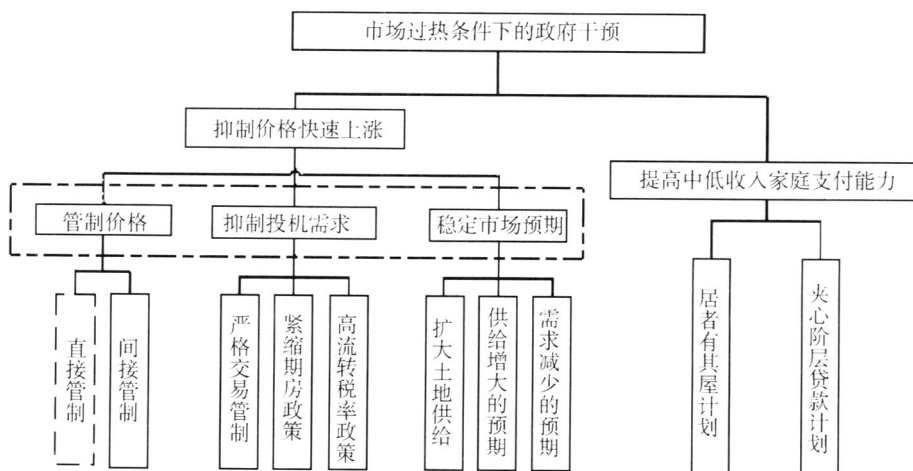 市场过热条件下的政府干预
抑制价格快速上涨
提高中低收入家庭支付能力
管制价格
抑制投机需求
稳定市场预期
直接管制
间接管制
严格交易管制
紧缩期房政策
高流转税率政策
扩大土地供给
供给增大的预期
需求减少的预期
居者有其屋计划
夹心阶层贷款计划